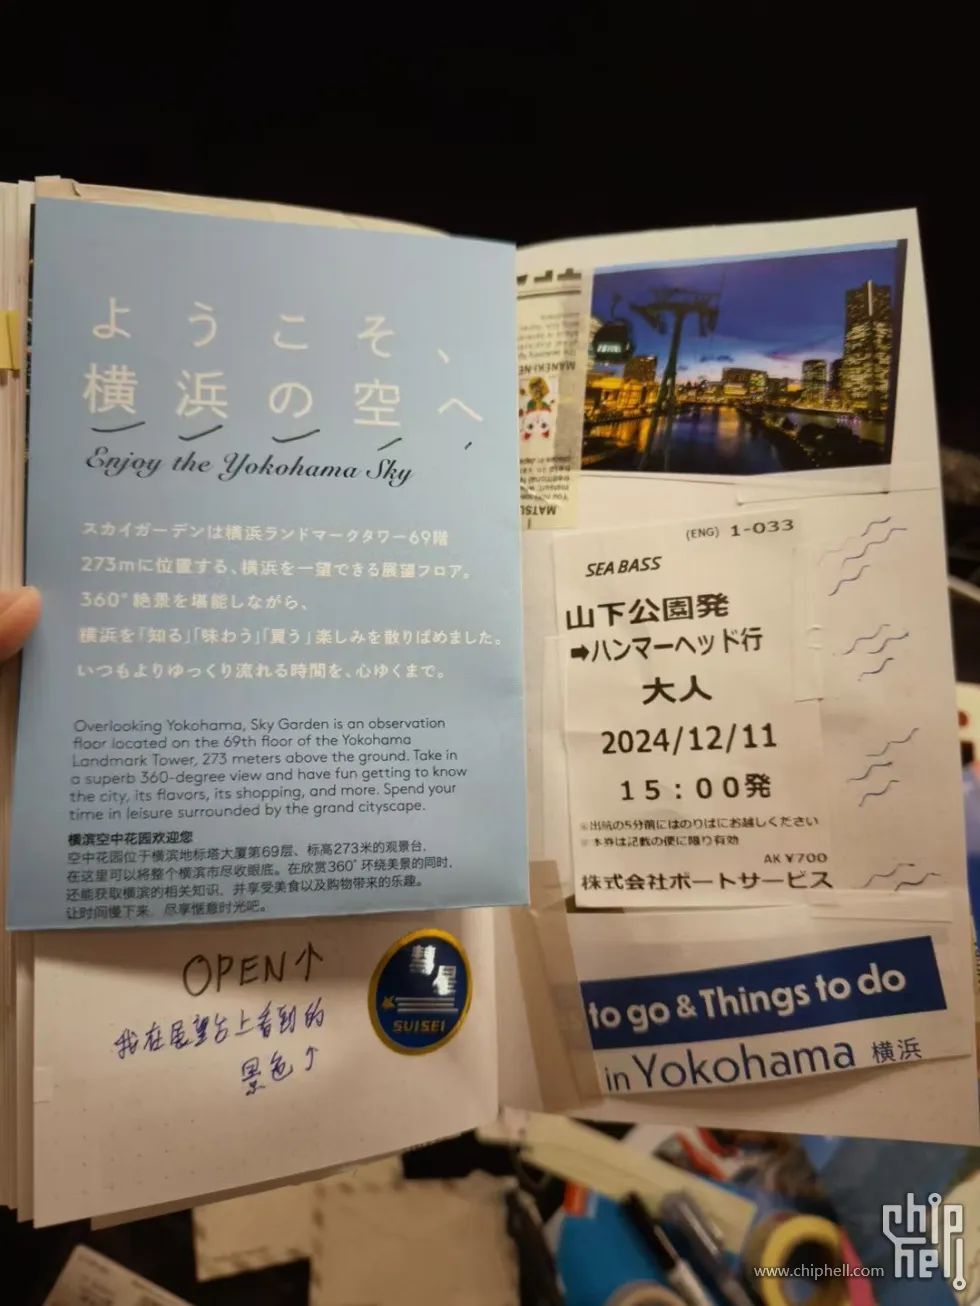 ようこそ、
横浜の空へ
Enjoy the Yokohama Sky
スカイガーデンは横浜ランドマークタワー69階
273mに位置する、横浜を一望できる展望フロア。
360°絶景を堪能しながら、
横浜を「知る」「味わう」「買う」楽しみを散りばめました。
いつもよりゆっくり流れる時間を、心ゆくまで。
Overlooking Yokohama, Sky Garden is an observation
floor located on the 69th floor of the Yokohama
Landmark Tower, 273 meters above the ground. Take in
a superb 360-degree view and have fun getting to know
the city, its flavors, its shopping, and more. Spend your
time in leisure surrounded by the grand cityscape.
横滨空中花园欢迎您
空中花园位于横滨地标塔大厦第69层、标高273米的观景台.
在这里可以将整个横滨市尽收眼底。在欣赏360°环绕美景的同时,
还能获取横滨的相关知识, 并享受美食以及购物带来的乐趣。
让时间慢下来, 尽享惬意时光吧。
OPEN↑
我在展望台上看到的
景色↑
彗星
SUISEI
MANEKI-NE
MATSU
(ENG) 1-033
SEA BASS
山下公園発
➡ハンマーヘッド行
大人
2024/12/11
15:00発
※出航の5分前にはのりばにお越しください
※本券は記載の便に限り有効
AK ¥700
株式会社ポートサービス
to go & Things to do
in Yokohama 横浜
chip
hell
www.chiphell.com